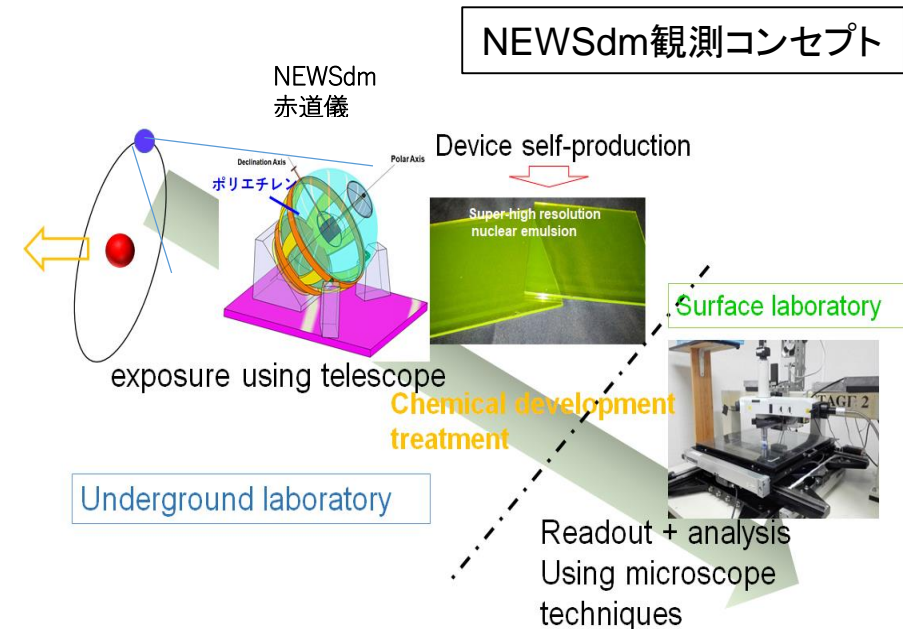 NEWSdm観測コンセプト
NEWSdm
赤道儀
Declination Axis
Polar Axis
ポリエチレン
Device self-production
Super-high resolution
nuclear emulsion
Surface laboratory
TAGE 2
exposure using telescope
Chemical development
treatment
Underground laboratory
Readout + analysis
Using microscope
techniques